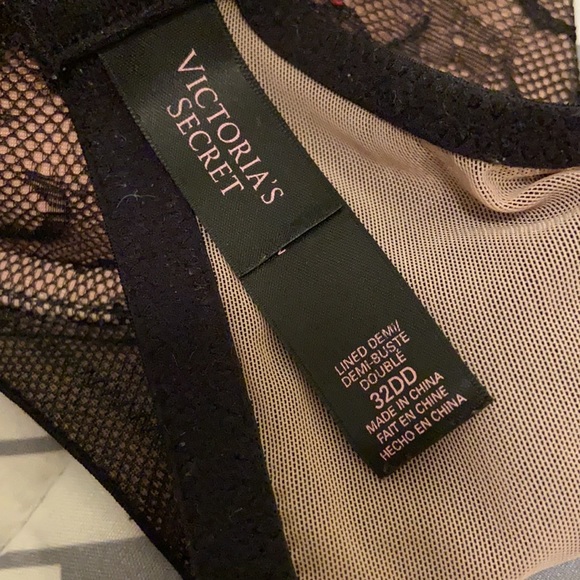 VICTORIA'S
SECRET
LINED DEMI/
DEMI-BUSTE
DOUBLÉ
32DD
MADE IN CHINA
FAIT EN CHINE
HECHO EN CHINA